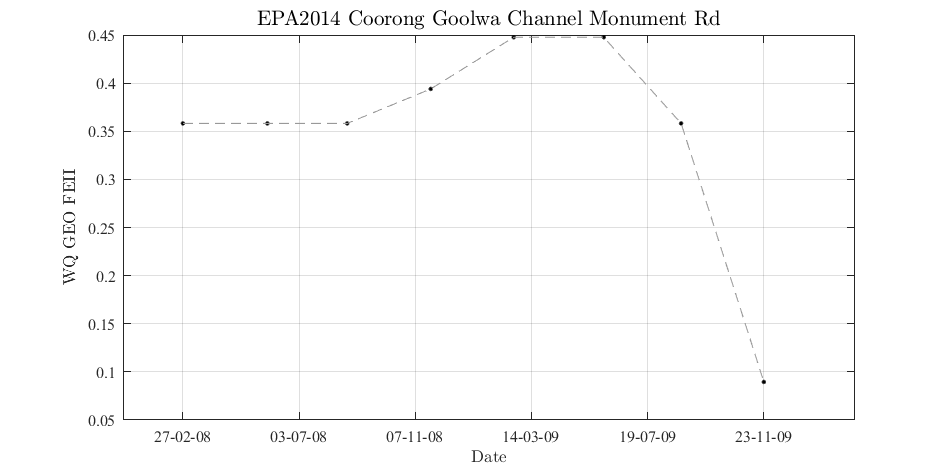 EPA2014 Coorong Goolwa Channel Monument Rd
0.45
0.4
0.35
0.3
0.25
0.2
0.15
0.1
0.05
WQ GEO FEII
27-02-08 03-07-08 07-11-08 14-03-09 19-07-09 23-11-09
Date